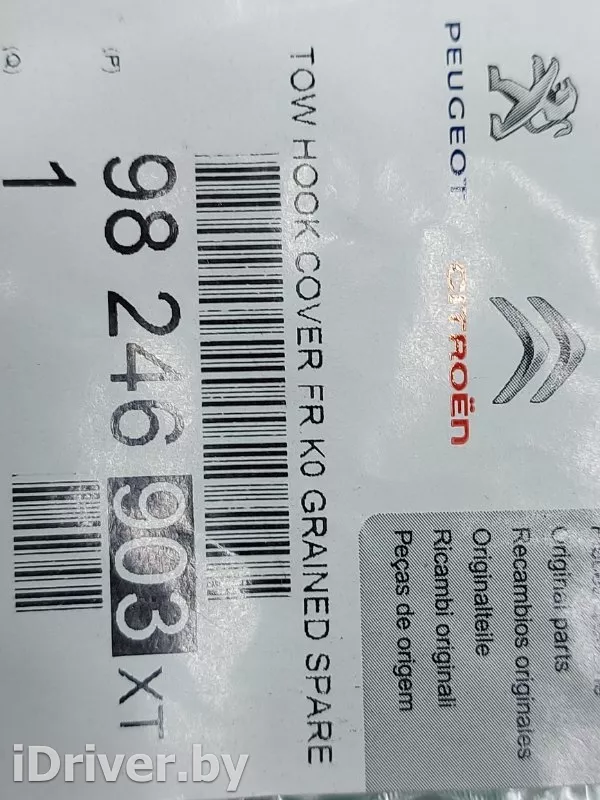 PEUGEOT CITROËN
Original parts
Recambios originales
Originalteile
Ricambi originali
Peças de origem
TOW HOOK COVER FR K0 GRAINED SPARE
(P) 98 246 903 XT
(Q) 1
iDriver.by